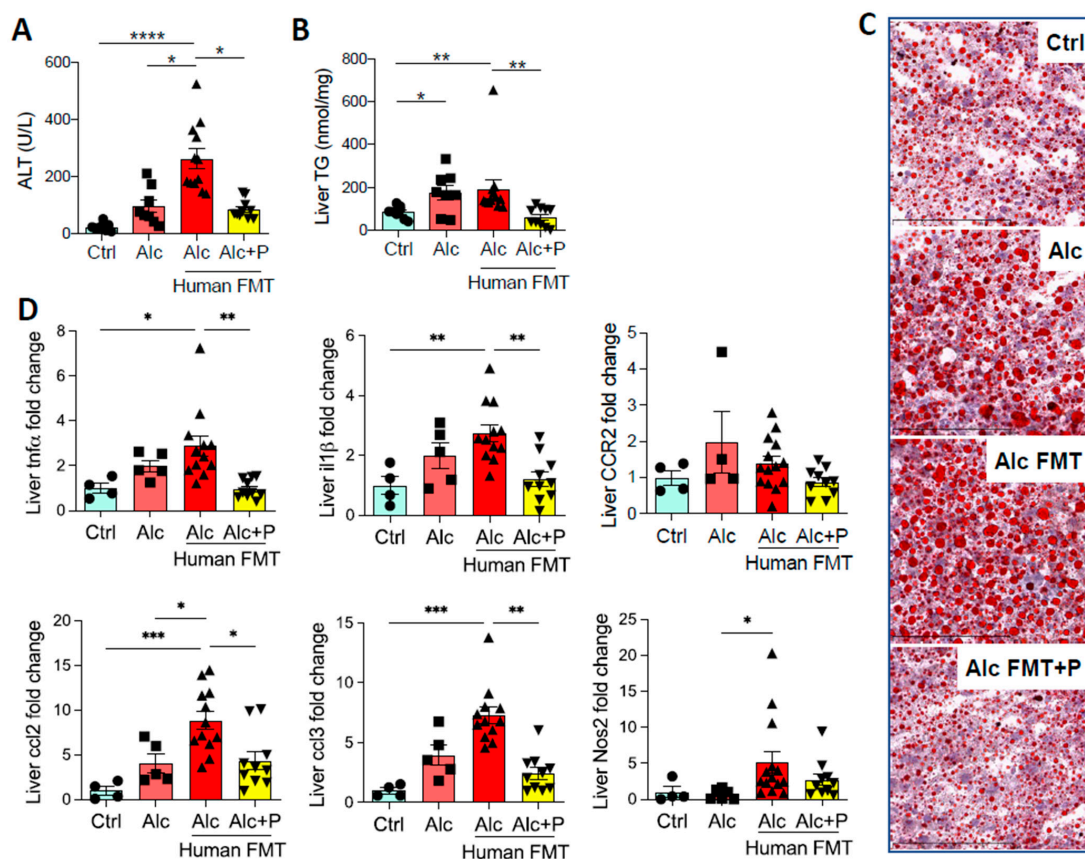 A
ALT (U/L)
600
400
200
0
****
*
*
Ctrl Alc Alc Alc+P
Human FMT
B
Liver TG (nmol/mg)
800
600
400
200
0
**
**
*
Ctrl Alc Alc Alc+P
Human FMT
C
Ctrl
Alc
Alc FMT
Alc FMT+P
D
Liver tnfα fold change
8
6
4
2
0
*
**
Ctrl Alc Alc Alc+P
Human FMT
Liver il1β fold change
6
4
2
0
**
**
Ctrl Alc Alc Alc+P
Human FMT
Liver CCR2 fold change
5
4
3
2
1
0
Ctrl Alc Alc Alc+P
Human FMT
Liver ccl2 fold change
20
15
10
5
0
*
***
*
Ctrl Alc Alc Alc+P
Human FMT
Liver ccl3 fold change
15
10
5
0
***
**
Ctrl Alc Alc Alc+P
Human FMT
Liver Nos2 fold change
25
20
15
10
5
0
*
Ctrl Alc Alc Alc+P
Human FMT